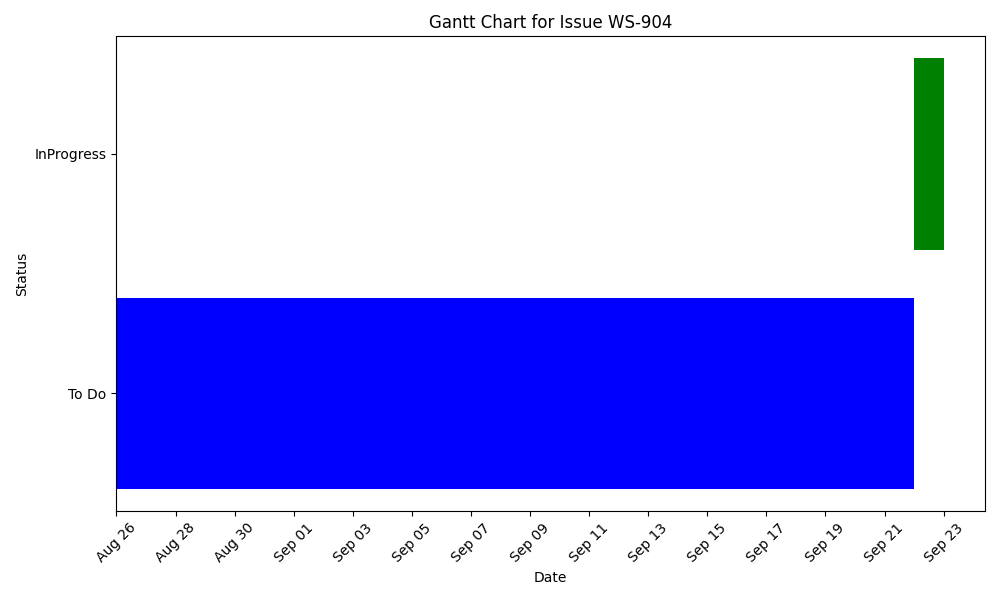 Gantt Chart for Issue WS-904
Status
InProgress
To Do
Aug 26
Aug 28
Aug 30
Sep 01
Sep 03
Sep 05
Sep 07
Sep 09
Sep 11
Sep 13
Sep 15
Sep 17
Sep 19
Sep 21
Sep 23
Date